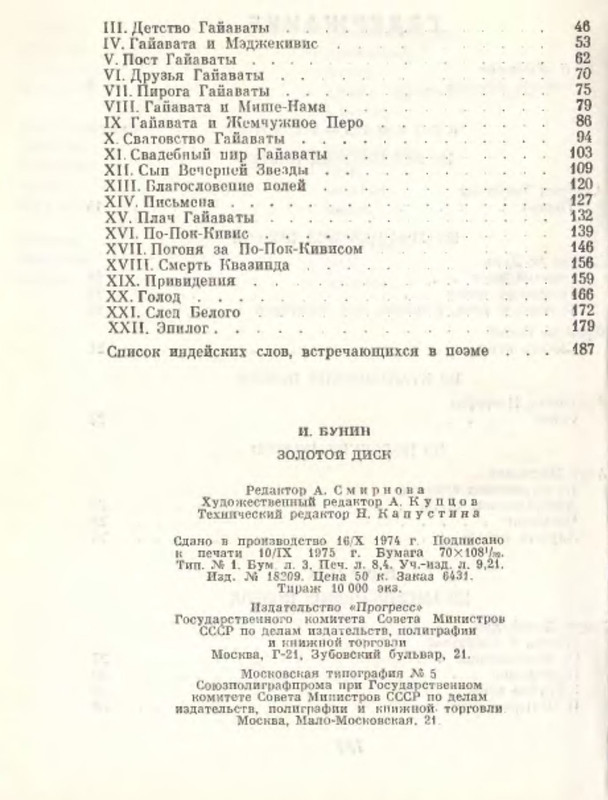 III. Детство Гайаваты . . . . . . . . . . 46
IV. Гайавата и Мэджекивис . . . . . . . . 53
V. Пост Гайаваты . . . . . . . . . . . 62
VI. Друзья Гайаваты . . . . . . . . . . 70
VII. Пирога Гайаваты . . . . . . . . . . 75
VIII. Гайавата и Мише-Нама . . . . . . . . 79
IX. Гайавата и Жемчужное Перо . . . . . . 86
X. Сватовство Гайаваты . . . . . . . . . 94
XI. Свадебный пир Гайаваты . . . . . . . 103
XII. Сын Вечерней Звезды . . . . . . . . 109
XIII. Благословение полей . . . . . . . . 120
XIV. Письмена . . . . . . . . . . . . 127
XV. Плач Гайаваты . . . . . . . . . . 132
XVI. По-Пок-Кивис . . . . . . . . . . 139
XVII. Погоня за По-Пок-Кивисом . . . . . . 146
XVIII. Смерть Квазинда . . . . . . . . . 156
XIX. Привидения . . . . . . . . . . . 159
XX. Голод . . . . . . . . . . . . . 166
XXI. След Белого . . . . . . . . . . . 172
XXII. Эпилог . . . . . . . . . . . . . 179
Список индейских слов, встречающихся в поэме . . . 187
И. БУНИН
ЗОЛОТОЙ ДИСК
Редактор А. Смирнова
Художественный редактор А. Купцов
Технический редактор Н. Капустина
Сдано в производство 16/X 1974 г. Подписано
к печати 10/IX 1975 г. Бумага 70×108¹/₃₂.
Тип. № 1. Бум. л. 3. Печ. л. 8,4. Уч.-изд. л. 9,21.
Изд. № 18209. Цена 50 к. Заказ 6431.
Тираж 10 000 экз.
Издательство «Прогресс»
Государственного комитета Совета Министров
СССР по делам издательств, полиграфии
и книжной торговли
Москва, Г-21, Зубовский бульвар, 21.
Московская типография № 5
Союзполиграфпрома при Государственном
комитете Совета Министров СССР по делам
издательств, полиграфии и книжной торговли
Москва, Мало-Московская, 21.